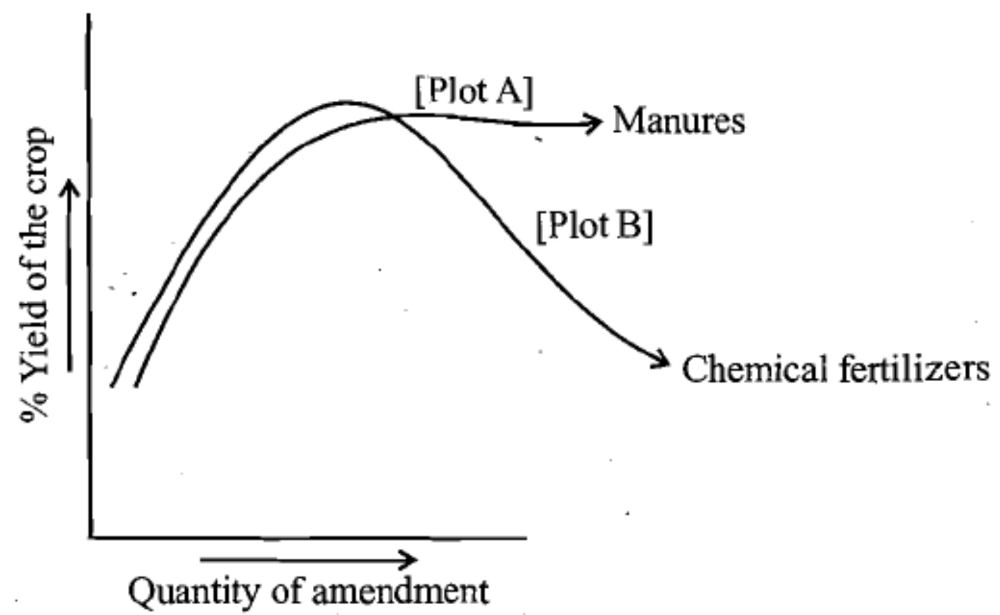 [Plot A]
Manures
% Yield of the crop
[Plot B]
Chemical fertilizers
Quantity of amendment